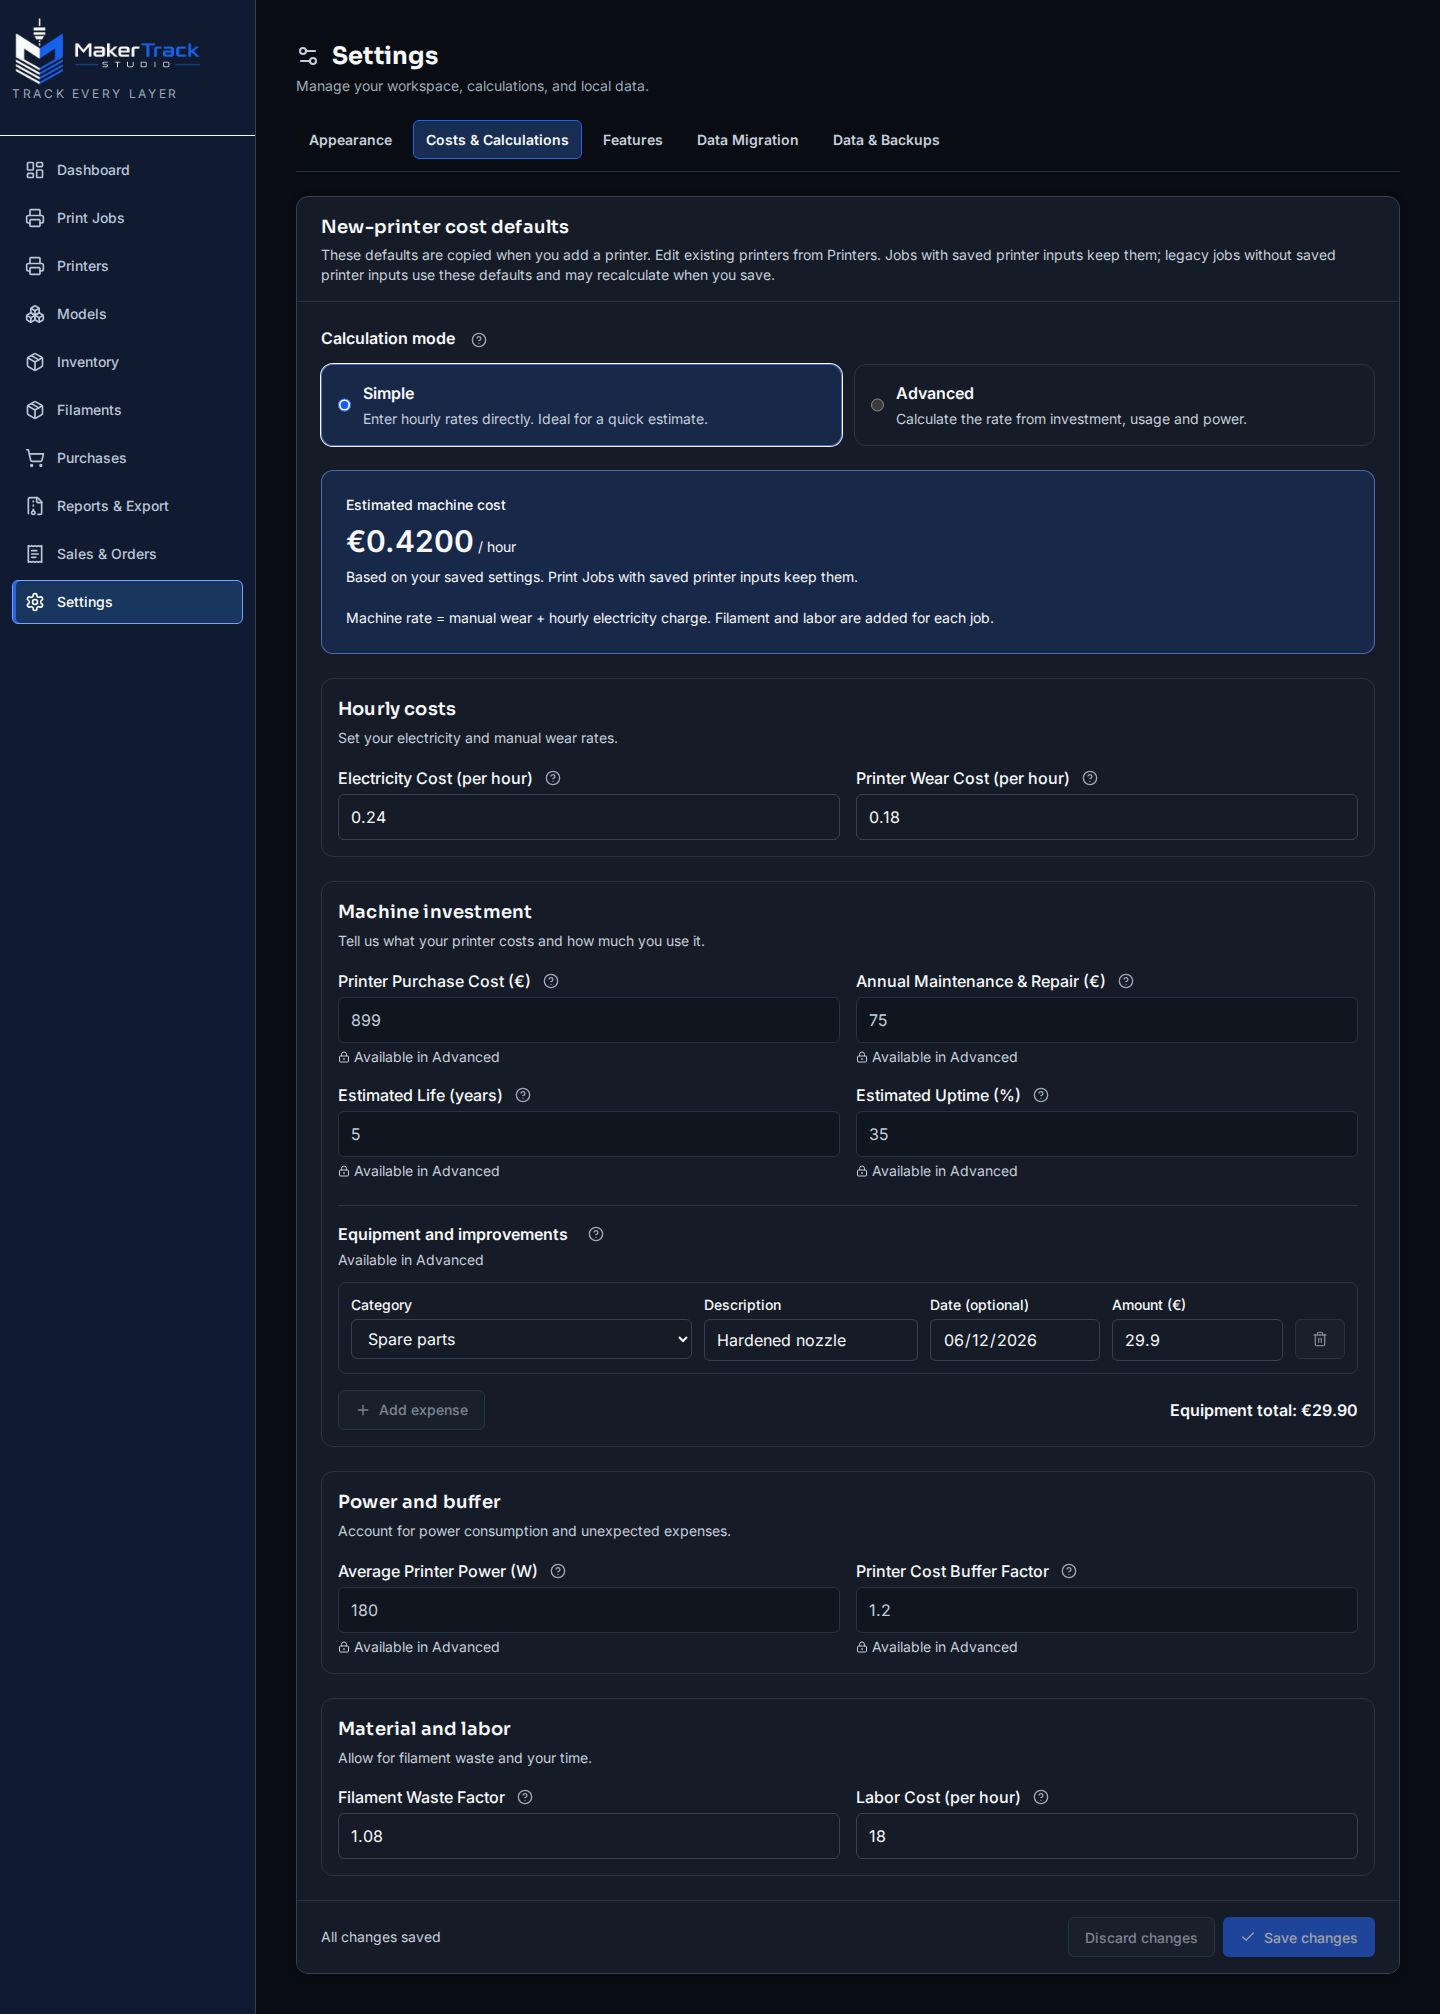 MakerTrack
STUDIO
TRACK EVERY LAYER
Dashboard
Print Jobs
Printers
Models
Inventory
Filaments
Purchases
Reports & Export
Sales & Orders
Settings
Settings
Manage your workspace, calculations, and local data.
Appearance
Costs & Calculations
Features
Data Migration
Data & Backups
New-printer cost defaults
These defaults are copied when you add a printer. Edit existing printers from Printers. Jobs with saved printer inputs keep them; legacy jobs without saved
printer inputs use these defaults and may recalculate when you save.
Calculation mode
Simple
Enter hourly rates directly. Ideal for a quick estimate.
Advanced
Calculate the rate from investment, usage and power.
Estimated machine cost
€0.4200 / hour
Based on your saved settings. Print Jobs with saved printer inputs keep them.
Machine rate = manual wear + hourly electricity charge. Filament and labor are added for each job.
Hourly costs
Set your electricity and manual wear rates.
Electricity Cost (per hour)
0.24
Printer Wear Cost (per hour)
0.18
Machine investment
Tell us what your printer costs and how much you use it.
Printer Purchase Cost (€)
899
Available in Advanced
Annual Maintenance & Repair (€)
75
Available in Advanced
Estimated Life (years)
5
Available in Advanced
Estimated Uptime (%)
35
Available in Advanced
Equipment and improvements
Available in Advanced
Category
Spare parts
Description
Hardened nozzle
Date (optional)
06/12/2026
Amount (€)
29.9
Add expense
Equipment total: €29.90
Power and buffer
Account for power consumption and unexpected expenses.
Average Printer Power (W)
180
Available in Advanced
Printer Cost Buffer Factor
1.2
Available in Advanced
Material and labor
Allow for filament waste and your time.
Filament Waste Factor
1.08
Labor Cost (per hour)
18
All changes saved
Discard changes
Save changes